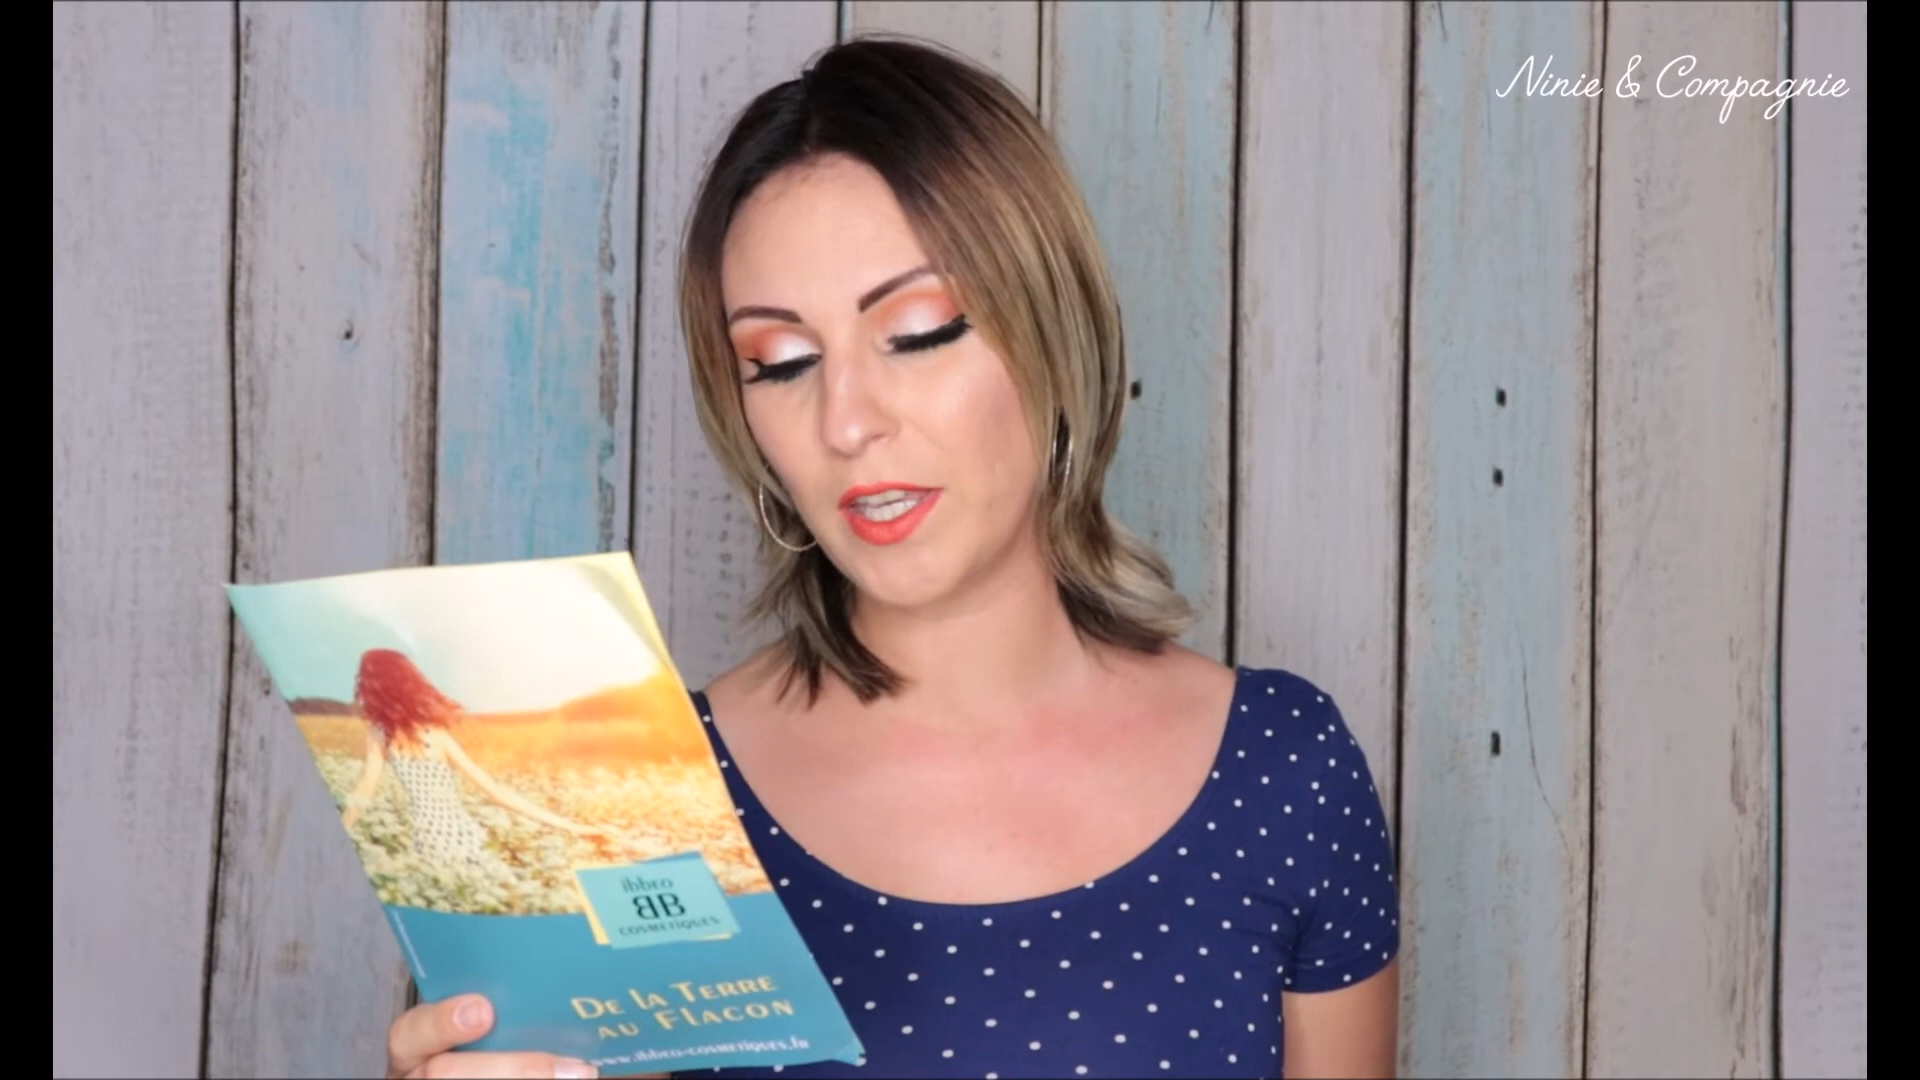 Ninie & Compagnie
ibbeo
BB
COSMETIQUES
DE LA TERRE
AU FLACON
www.ibbeo-cosmetiques.fr